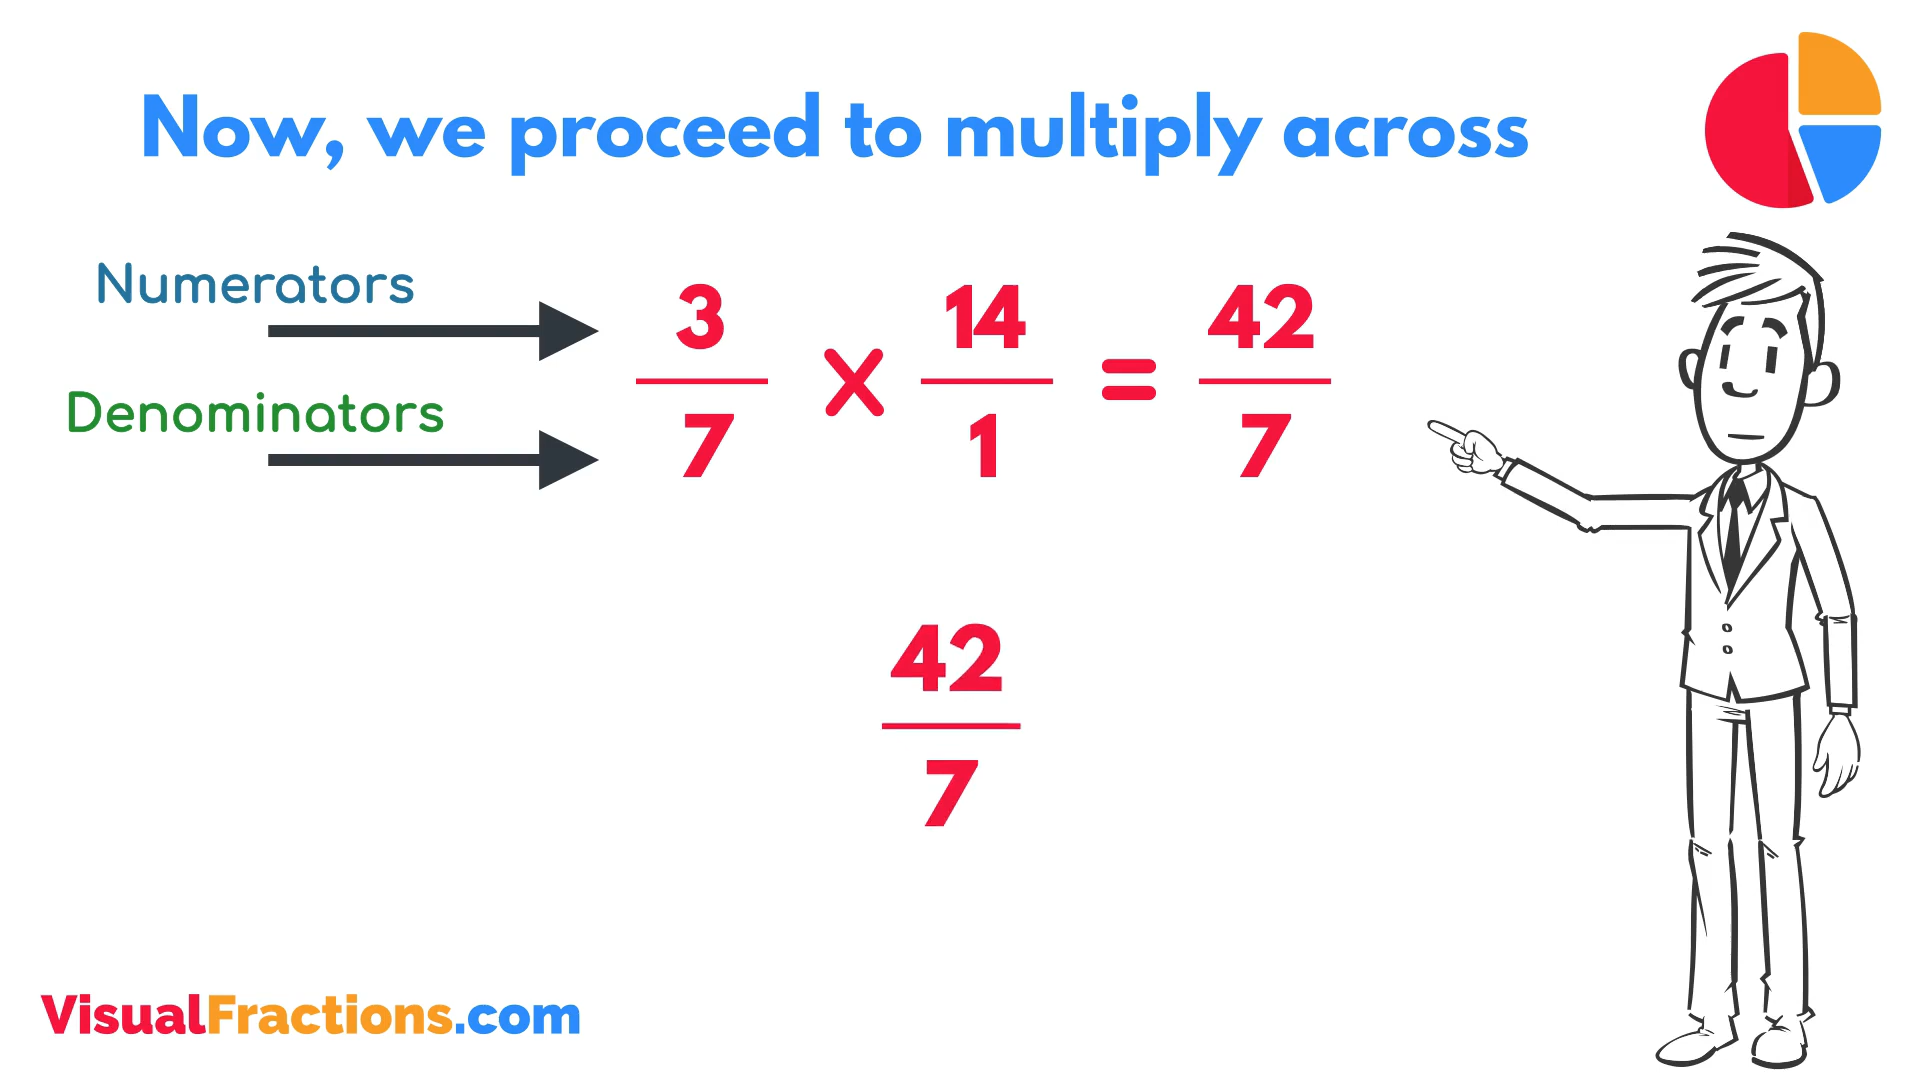 Now, we proceed to multiply across
Numerators
Denominators
3/7 × 14/1 = 42/7
42/7
VisualFractions.com